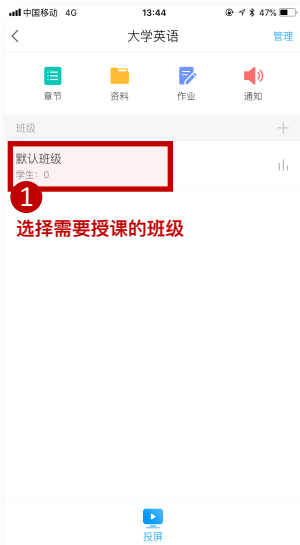 中国移动 4G 13:44 47%
大学英语 管理
章节 资料 作业 通知
班级
默认班级
学生：0
1
选择需要授课的班级
投屏